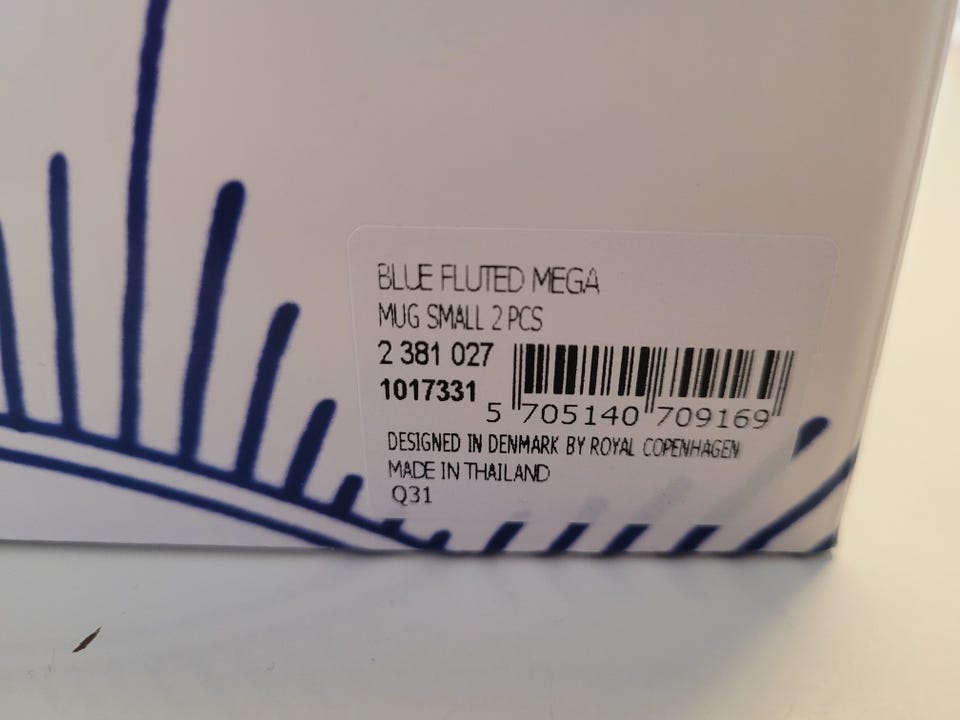 BLUE FLUTED MEGA
MUG SMALL 2 PCS
2 381 027
1017331
5 705140 709169
DESIGNED IN DENMARK BY ROYAL COPENHAGEN
MADE IN THAILAND
Q31